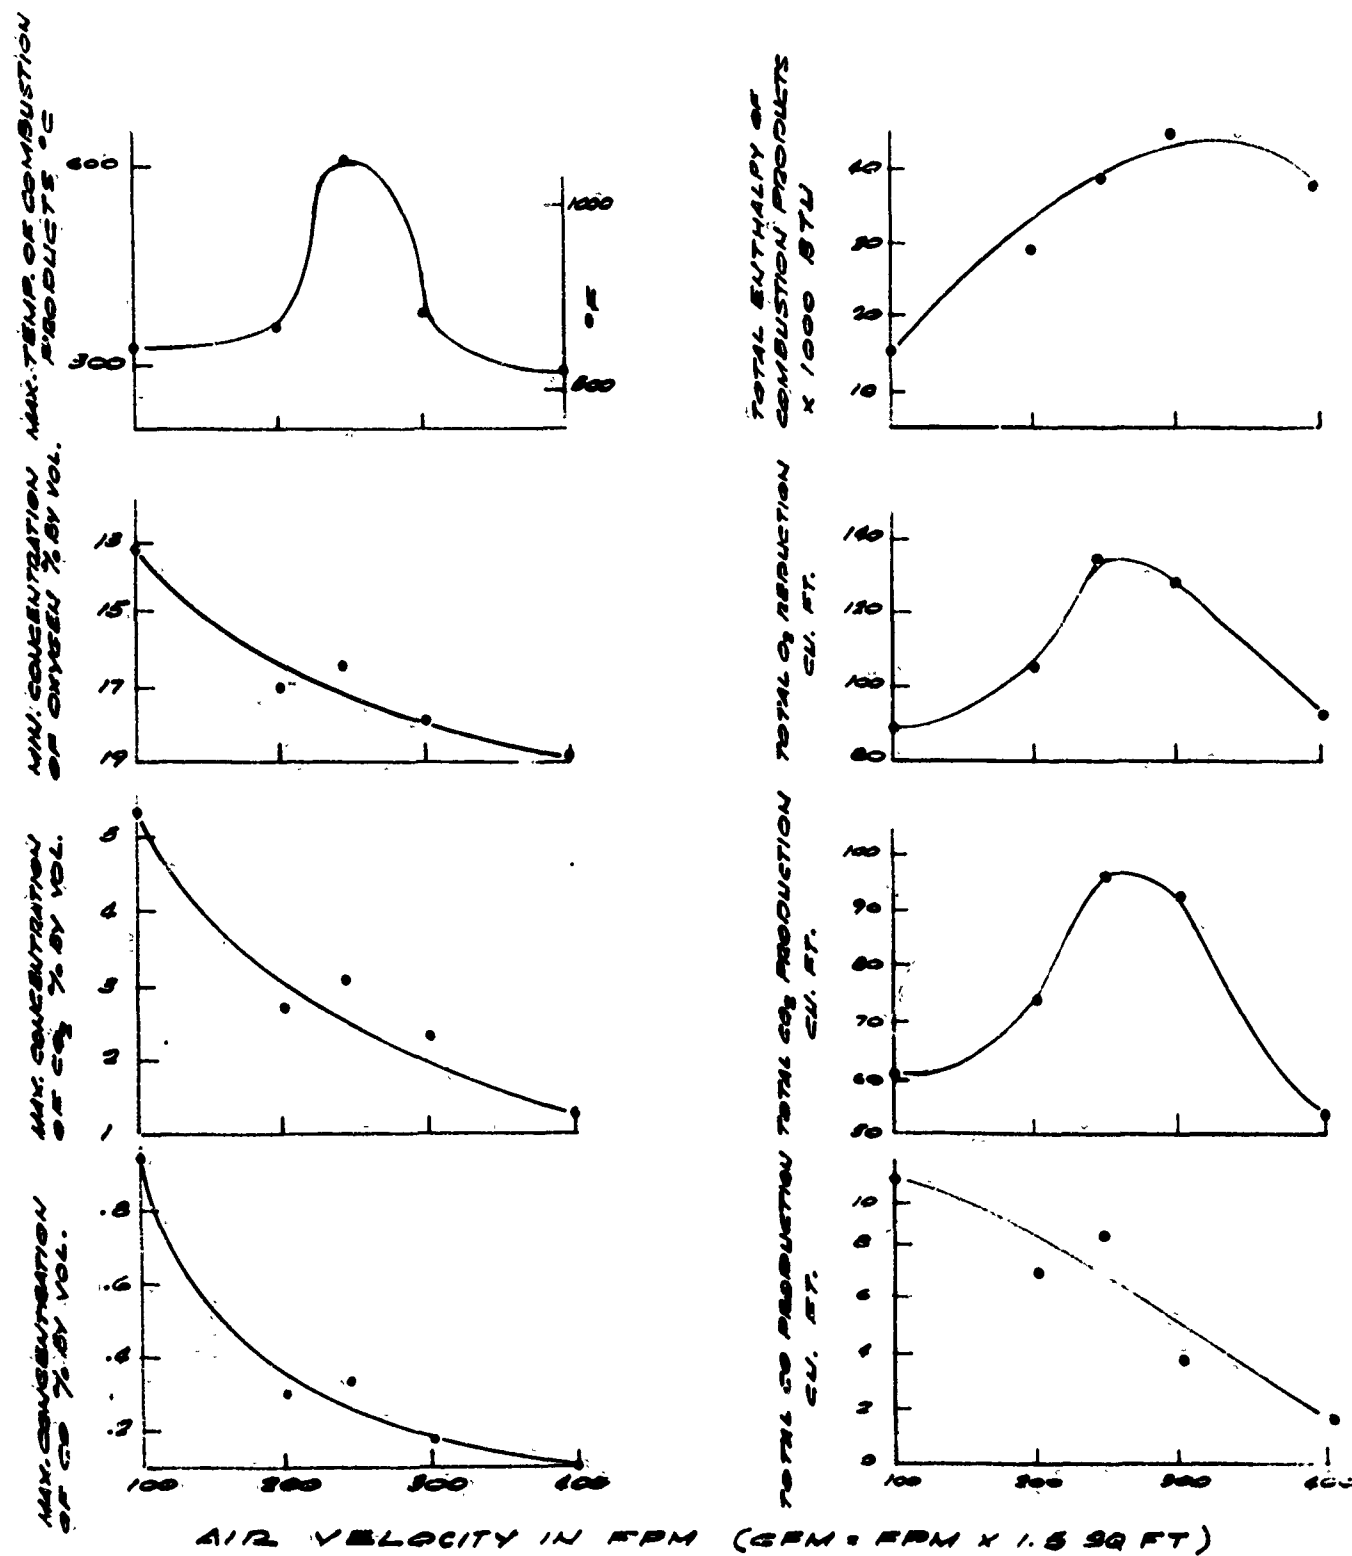 MAX. TEMP. OF COMBUSTION
PRODUCTS °C
600
300
1000
°F
600
TOTAL ENTHALPY OF
COMBUSTION PRODUCTS
X 1000 BTU
40
30
20
10
MIN. CONCENTRATION
OF OXYGEN % BY VOL.
13
15
17
19
TOTAL O2 REDUCTION
CU. FT.
140
120
100
80
MAX. CONCENTRATION
OF CO2 % BY VOL.
5
4
3
2
1
TOTAL CO2 PRODUCTION
CU. FT.
100
90
80
70
60
50
MAX. CONCENTRATION
OF CO % BY VOL.
.8
.6
.4
.2
100 200 300 400
TOTAL CO PRODUCTION
CU. FT.
10
8
6
4
2
0
100 200 300 400
AIR VELOCITY IN FPM (CFM = FPM X 1.5 SQ FT)